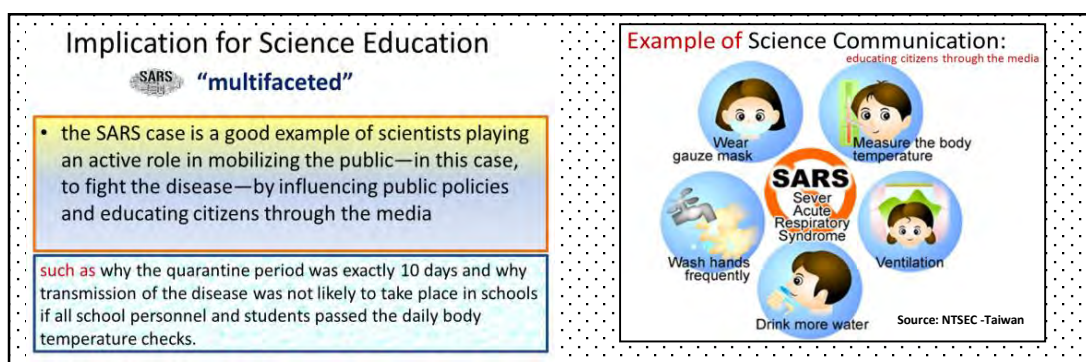 Implication for Science Education
SARS "multifaceted"
• the SARS case is a good example of scientists playing
an active role in mobilizing the public—in this case,
to fight the disease—by influencing public policies
and educating citizens through the media
such as why the quarantine period was exactly 10 days and why
transmission of the disease was not likely to take place in schools
if all school personnel and students passed the daily body
temperature checks.
Example of Science Communication:
educating citizens through the media
Wear
gauze mask
Measure the body
temperature
SARS
Sever
Acute
Respiratory
Syndrome
Wash hands
frequently
Ventilation
Drink more water
Source: NTSEC -Taiwan